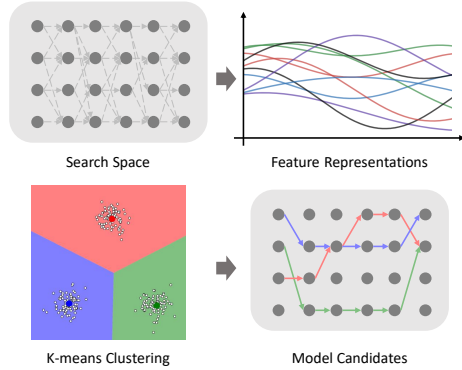 Search Space
Feature Representations
K-means Clustering
Model Candidates